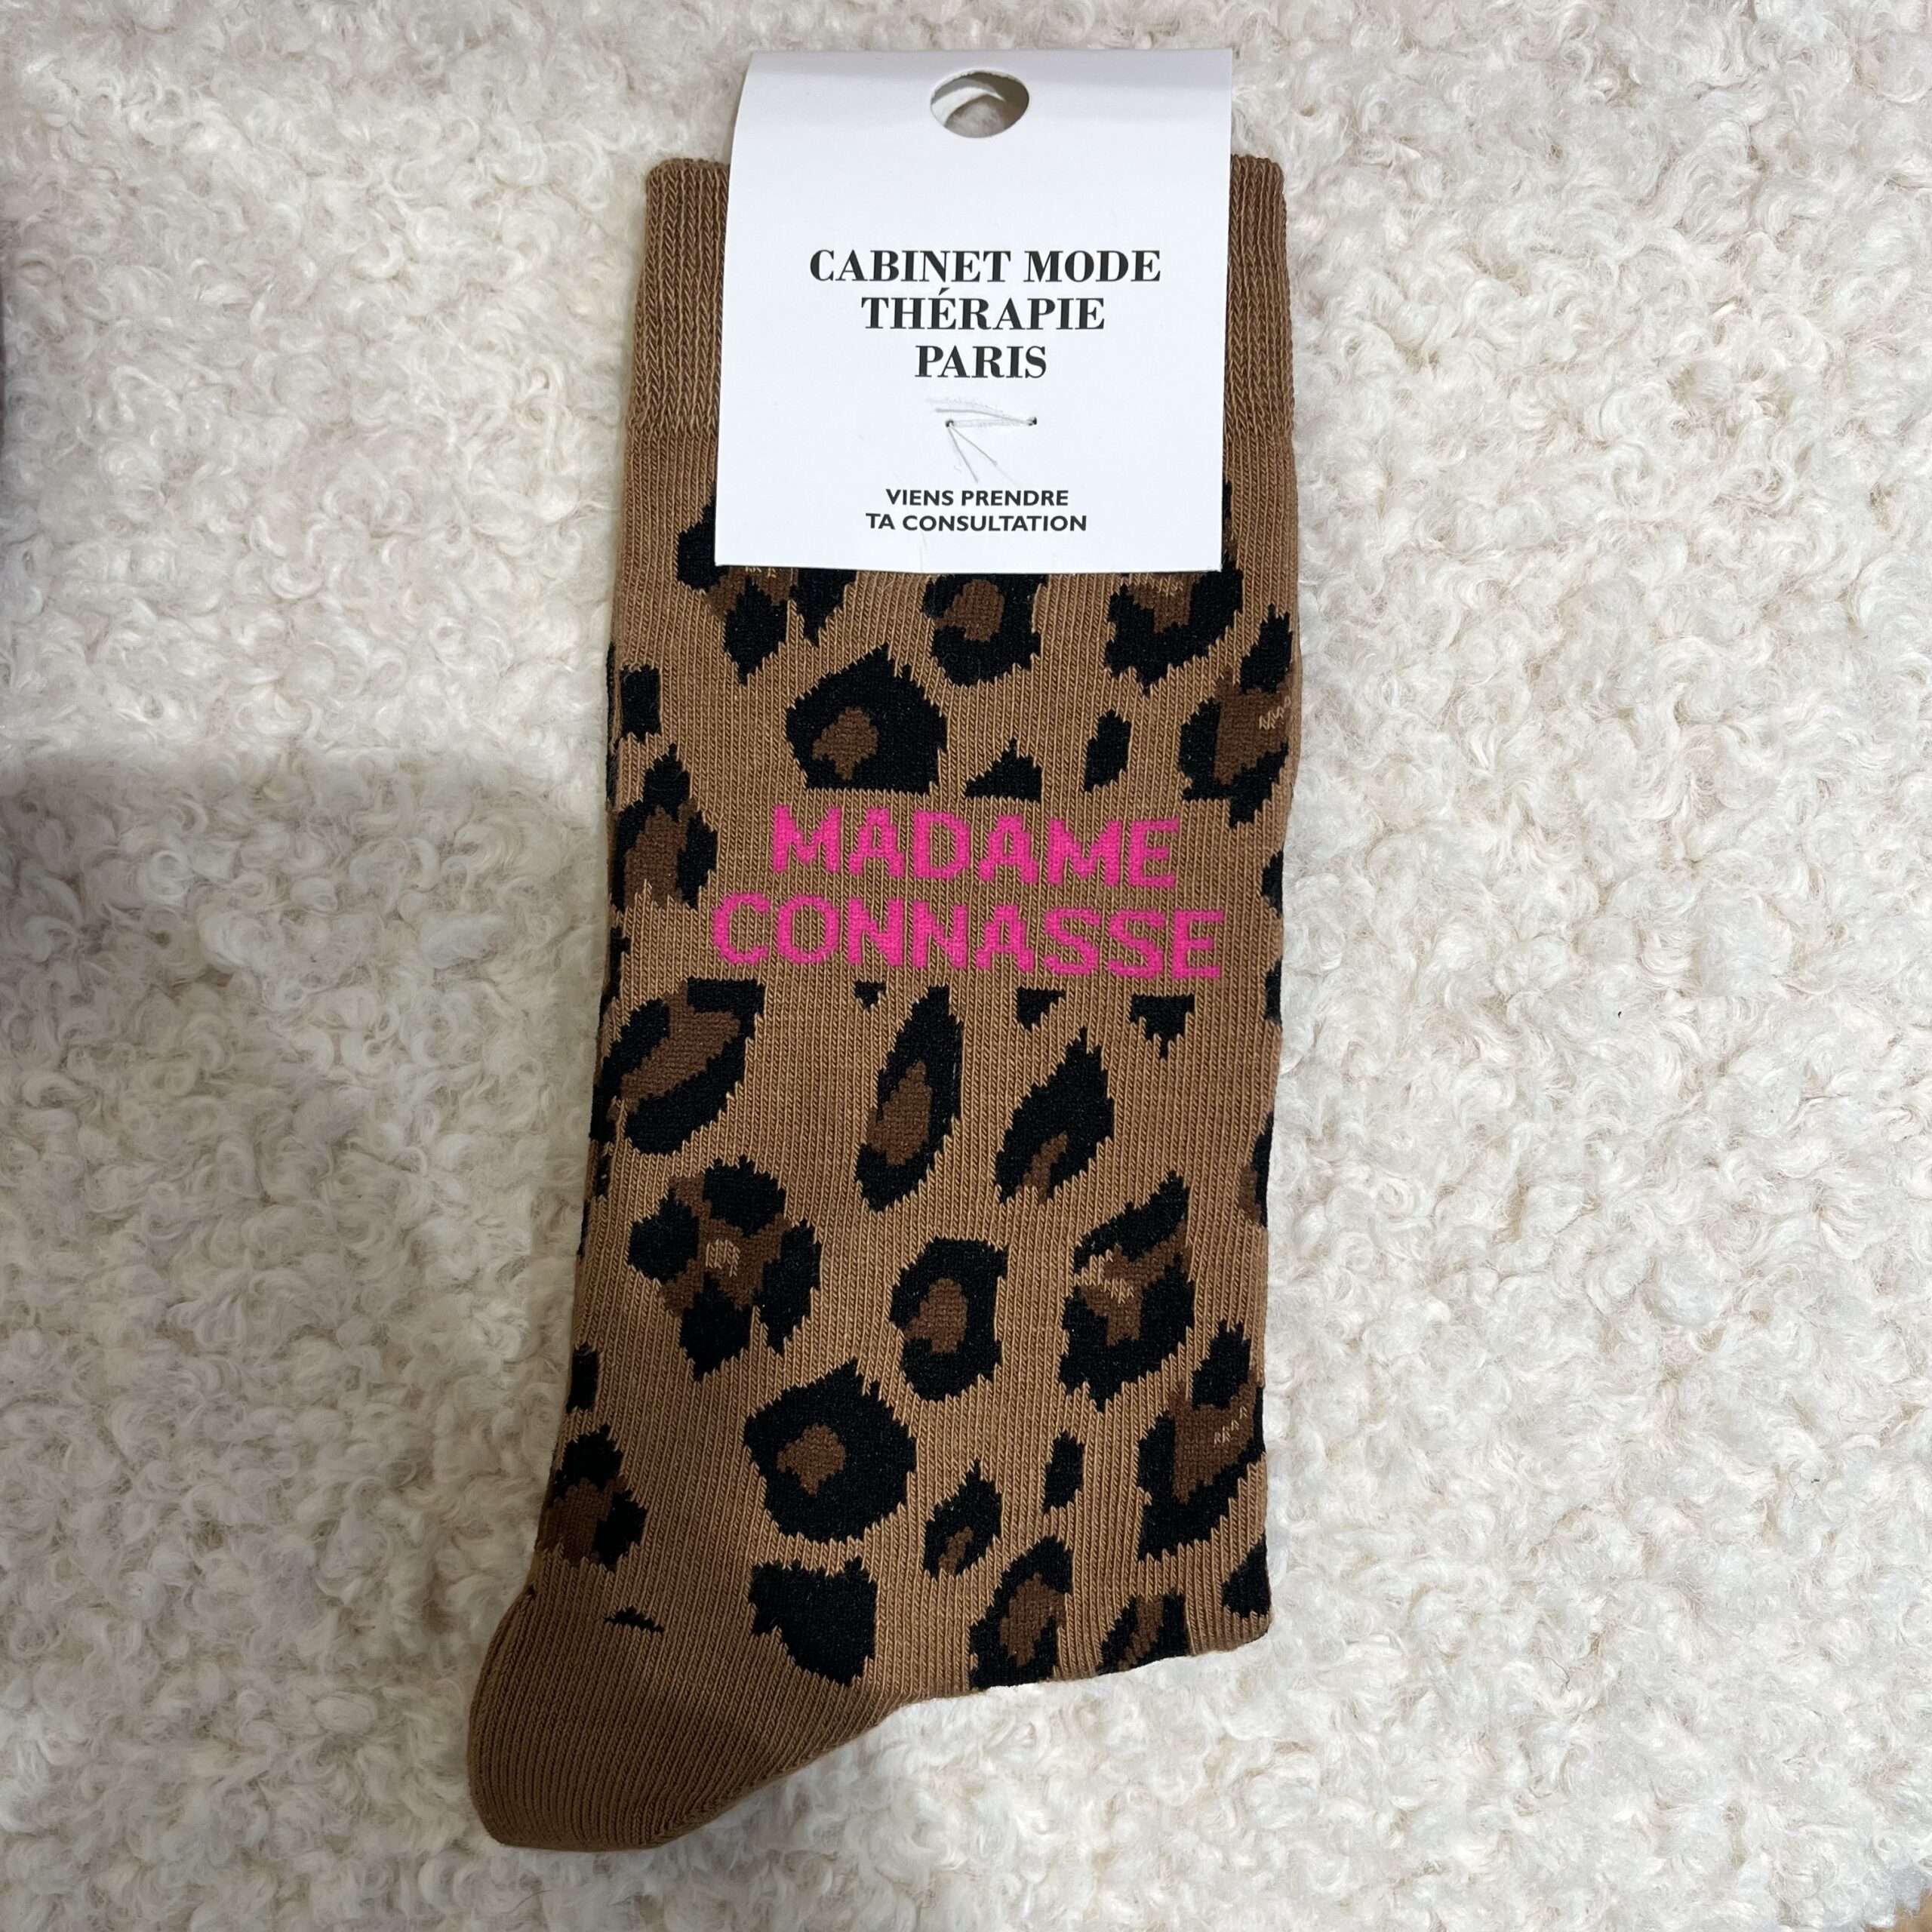 CABINET MODE
THÉRAPIE
PARIS
VIENS PRENDRE
TA CONSULTATION
MADAME
CONNASSE